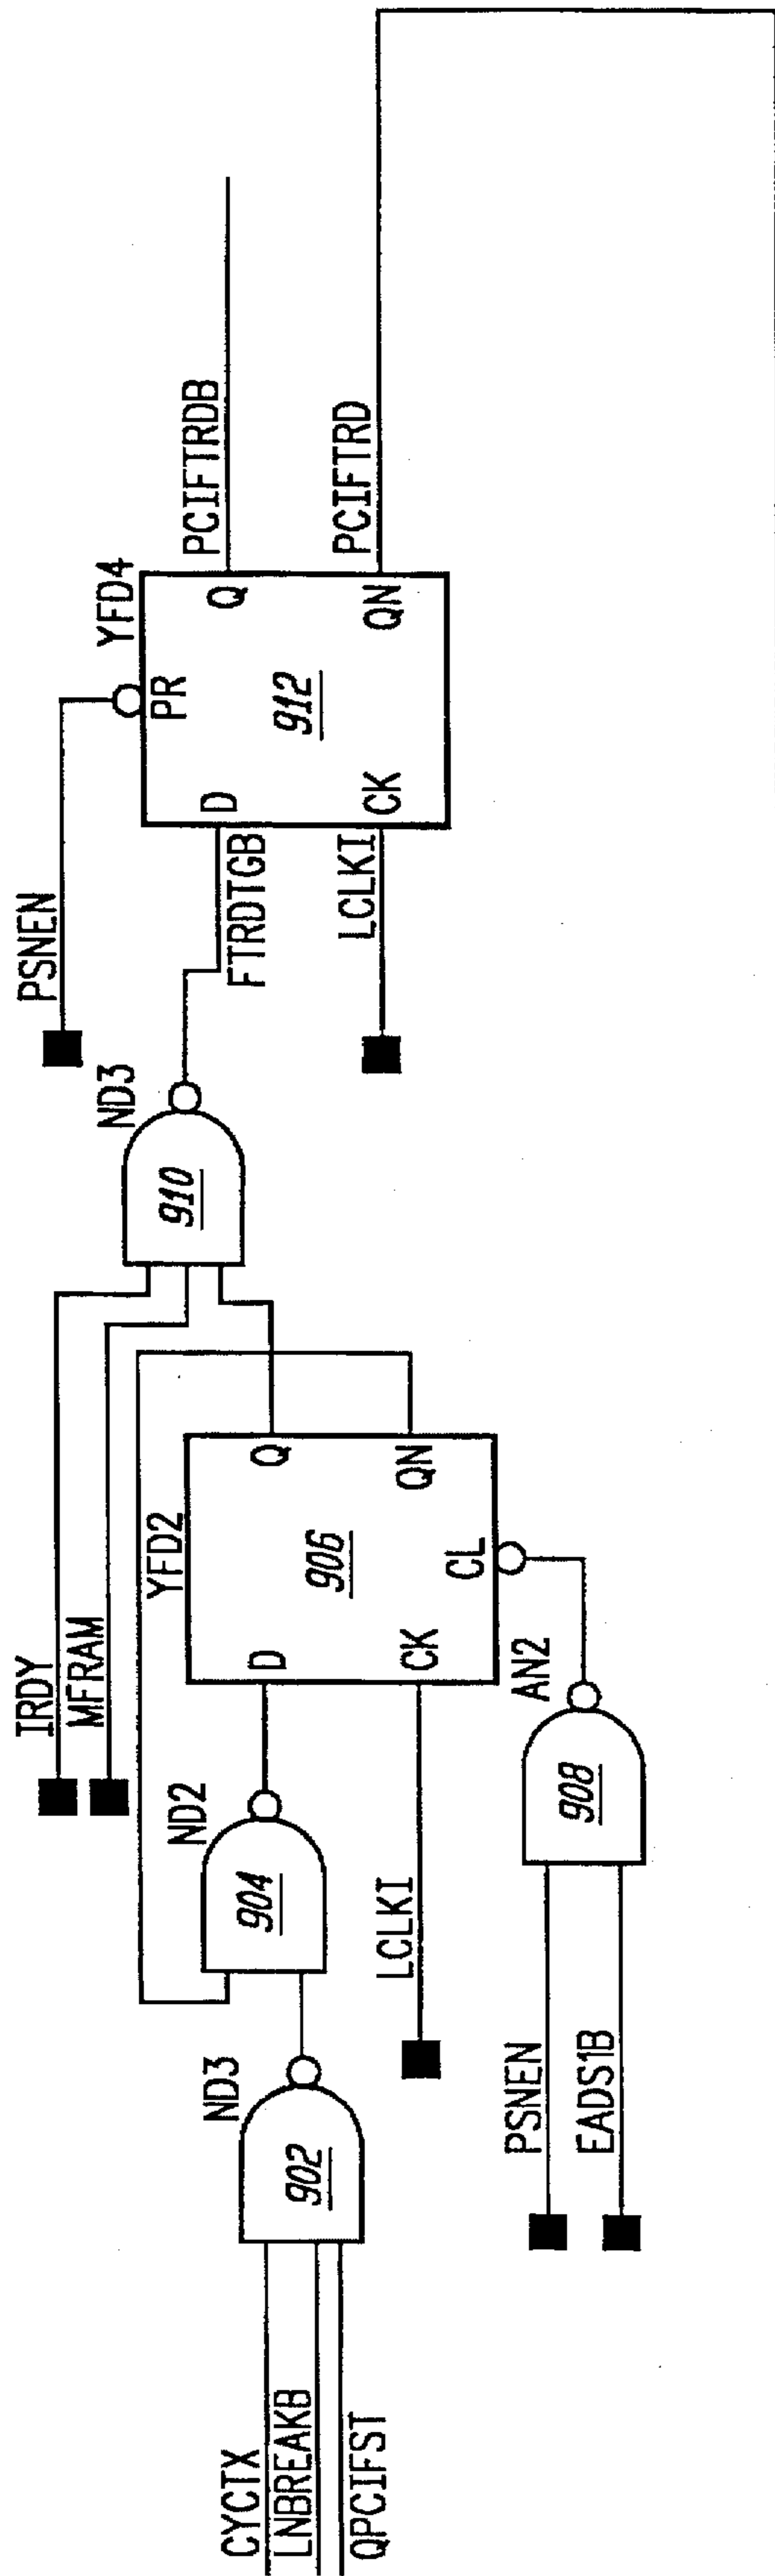 CYCTX
LNBREAKB
QPCIFST
ND3
902
ND2
904
IRDY
MFRAM
LCLKI
PSNEN
EADS1B
AN2
908
YFD2
D
Q
906
CK
QN
CL
ND3
910
PSNEN
FTRDTGB
LCLKI
YFD4
PR
D
Q
912
CK
QN
PCIFTRDB
PCIFTRD